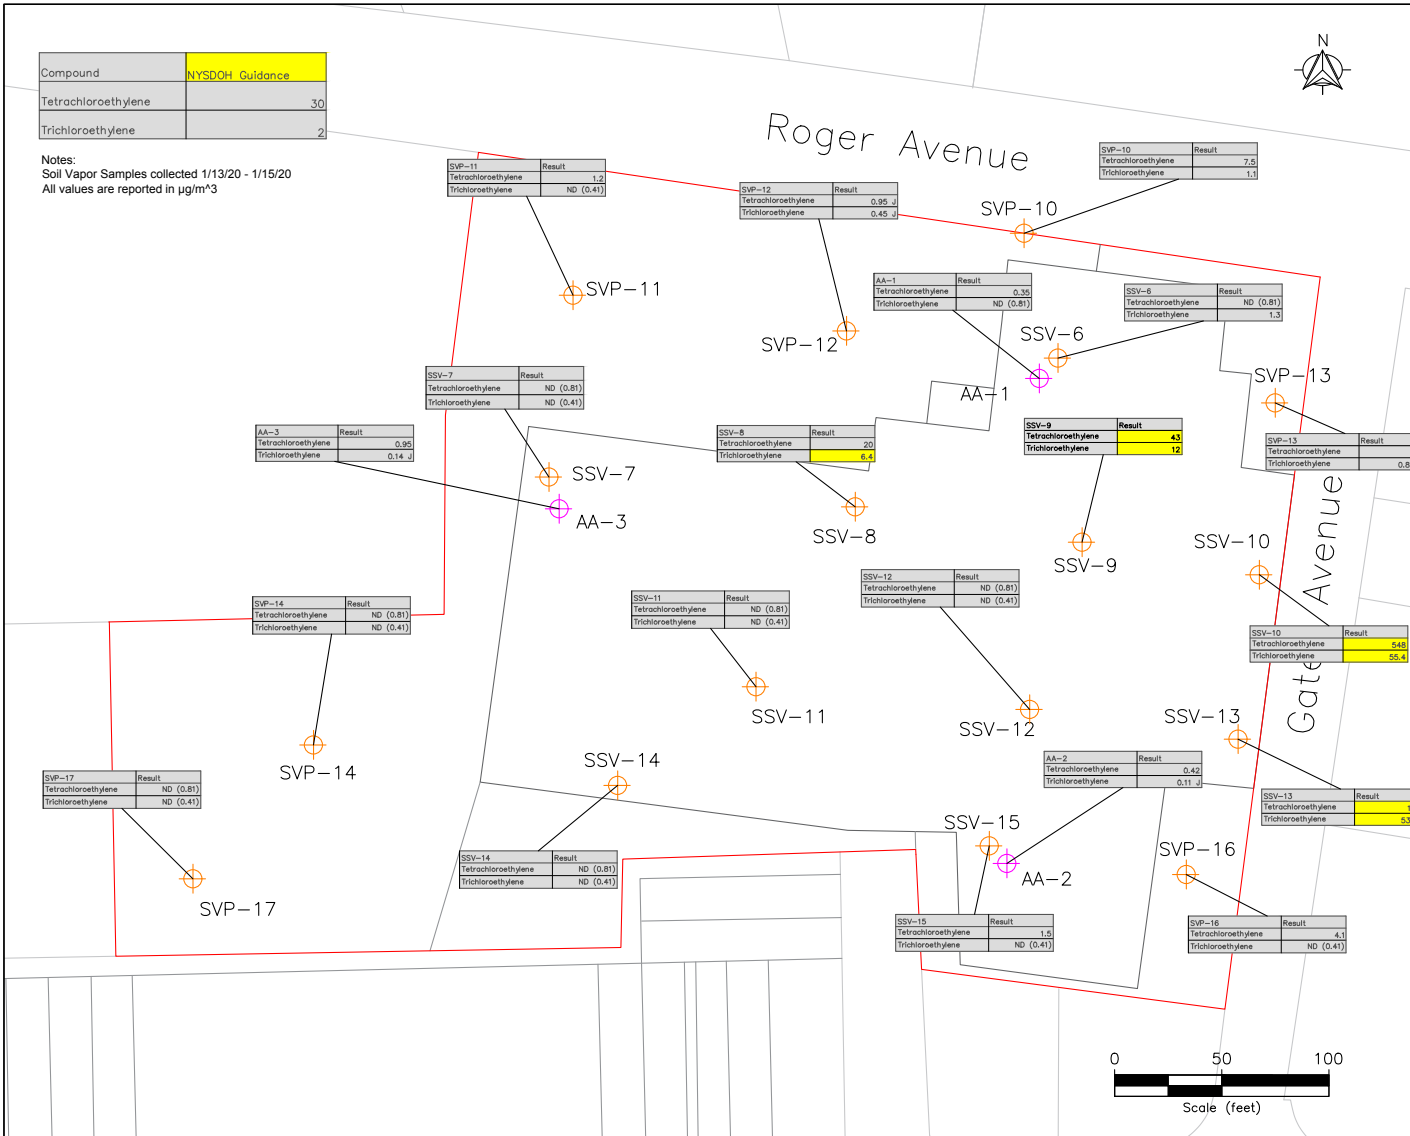 N
Compound NYSDOH Guidance
Tetrachloroethylene 30
Trichloroethylene 2
Notes:
Soil Vapor Samples collected 1/13/20 - 1/15/20
All values are reported in µg/m^3
Roger Avenue
SVP-10 Result
Tetrachloroethylene 7.5
Trichloroethylene 1.1
SVP-11 Result
Tetrachloroethylene 1.2
Trichloroethylene ND (0.41)
SVP-12 Result
Tetrachloroethylene 0.95 J
Trichloroethylene 0.45 J
SVP-10
SVP-11
AA-1 Result
Tetrachloroethylene 0.35
Trichloroethylene ND (0.81)
SSV-6 Result
Tetrachloroethylene ND (0.81)
Trichloroethylene 1.3
SVP-12
SSV-6
AA-1
SVP-13
SSV-7 Result
Tetrachloroethylene ND (0.81)
Trichloroethylene ND (0.41)
AA-3 Result
Tetrachloroethylene 0.95
Trichloroethylene 0.14 J
SSV-8 Result
Tetrachloroethylene 20
Trichloroethylene 6.4
SSV-9 Result
Tetrachloroethylene 43
Trichloroethylene 12
SVP-13 Result
Tetrachloroethylene
Trichloroethylene 0.8
SSV-7
AA-3
SSV-8
SSV-9
SSV-10
Gate Avenue
SSV-12 Result
Tetrachloroethylene ND (0.81)
Trichloroethylene ND (0.41)
SSV-11 Result
Tetrachloroethylene ND (0.81)
Trichloroethylene ND (0.41)
SVP-14 Result
Tetrachloroethylene ND (0.81)
Trichloroethylene ND (0.41)
SSV-10 Result
Tetrachloroethylene 548
Trichloroethylene 55.4
SSV-11
SSV-12
SSV-13
SVP-14
SSV-14
AA-2 Result
Tetrachloroethylene 0.42
Trichloroethylene 0.11 J
SVP-17 Result
Tetrachloroethylene ND (0.81)
Trichloroethylene ND (0.41)
SSV-13 Result
Tetrachloroethylene 1
Trichloroethylene 53
SSV-15
AA-2
SVP-16
SSV-14 Result
Tetrachloroethylene ND (0.81)
Trichloroethylene ND (0.41)
SVP-17
SSV-15 Result
Tetrachloroethylene 1.5
Trichloroethylene ND (0.41)
SVP-16 Result
Tetrachloroethylene 4.1
Trichloroethylene ND (0.41)
0 50 100
Scale (feet)